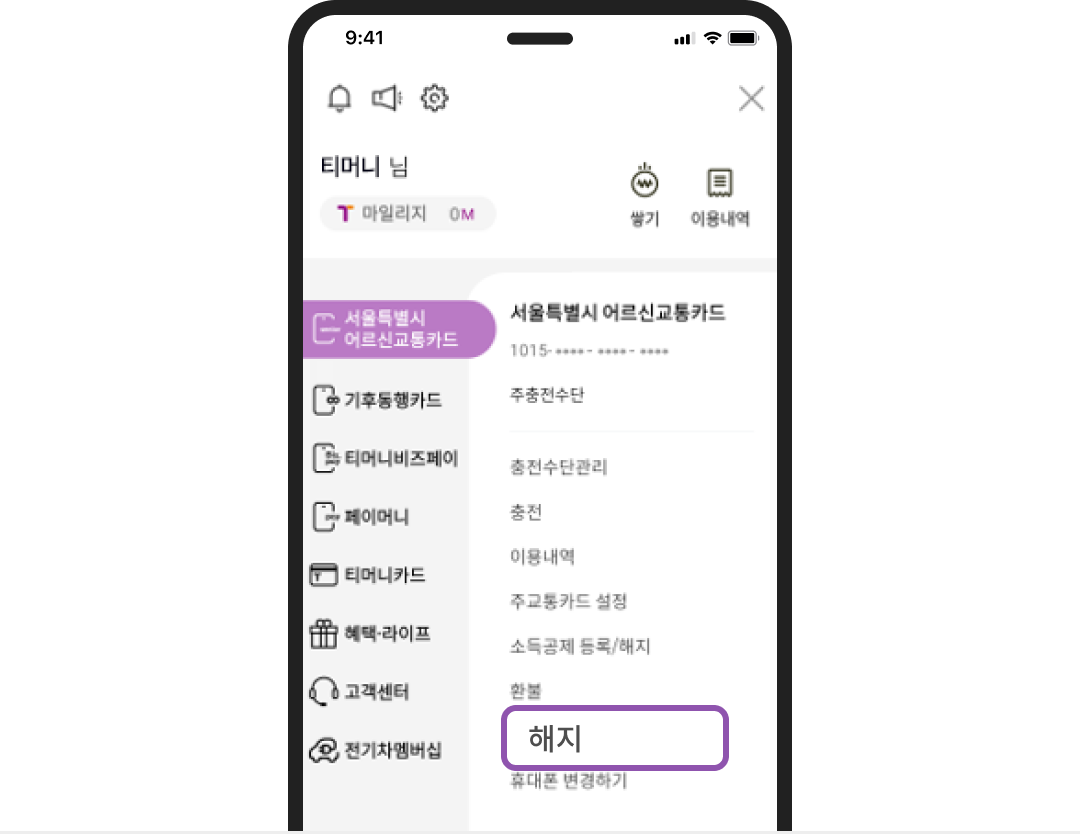 9:41
티머니 님
T 마일리지 0M
쌓기
이용내역
서울특별시
어르신교통카드
기후동행카드
티머니비즈페이
페이머니
티머니카드
혜택·라이프
고객센터
전기차멤버십
서울특별시 어르신교통카드
1015-••••-••••-••••
주충전수단
충전수단관리
충전
이용내역
주교통카드 설정
소득공제 등록/해지
환불
해지
휴대폰 변경하기